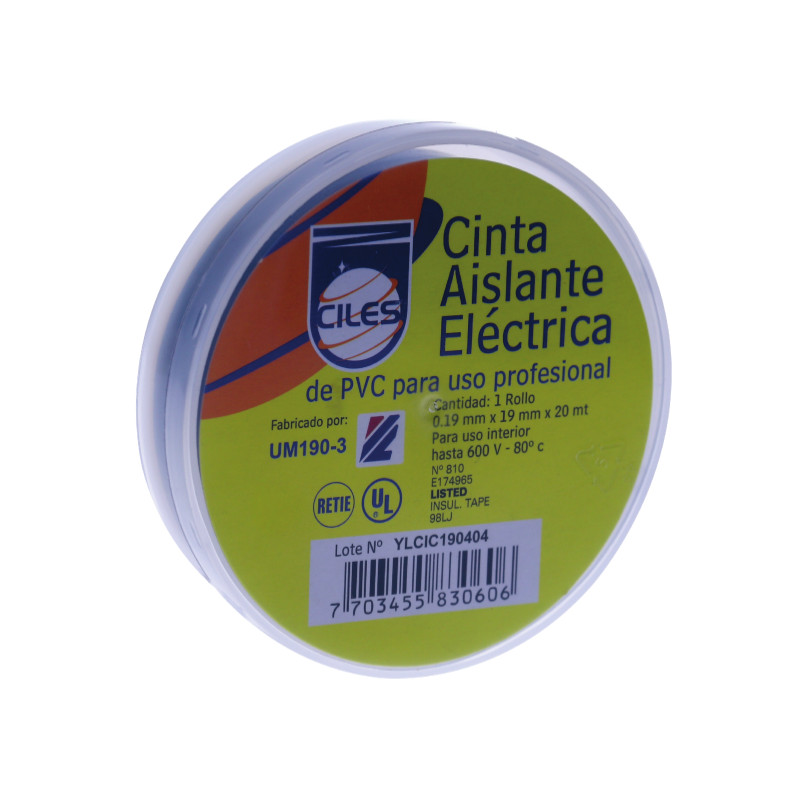 CILES
Cinta
Aislante
Eléctrica
de PVC para uso profesional
Fabricado por:
UM190-3
Cantidad: 1 Rollo
0.19 mm x 19 mm x 20 mt
Para uso interior
hasta 600 V - 80º c
Nº 810
E174965
LISTED
INSUL. TAPE
98LJ
RETIE
UL
Lote Nº YLCIC190404
7 703455 830606